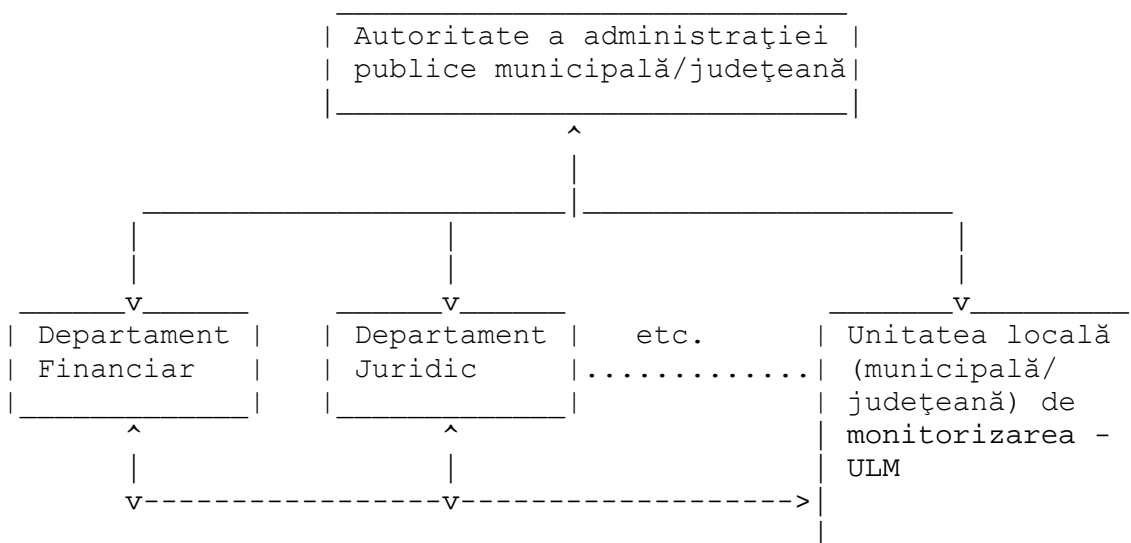 Autoritate a administraţiei
publice municipală/judeţeană
Departament
Financiar
Departament
Juridic
etc.
.............
Unitatea locală
(municipală/
judeţeană) de
monitorizarea -
ULM